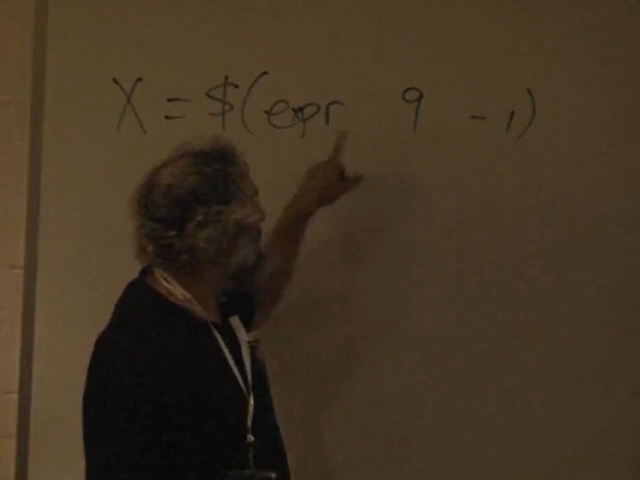 X = $(expr 9 -1)